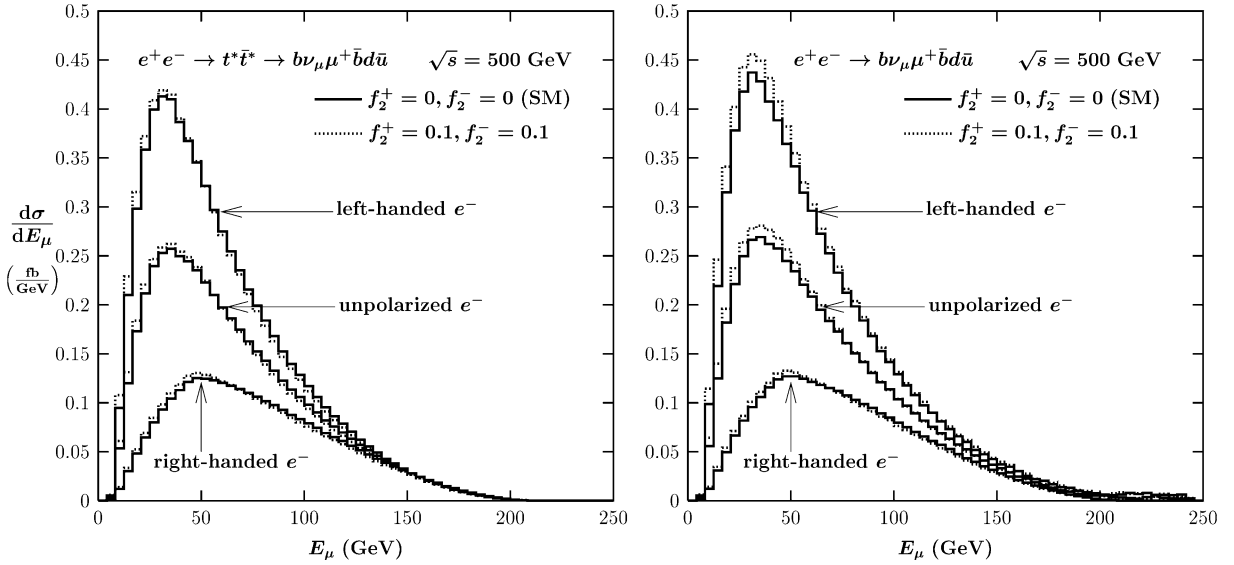 0.5
0.45
0.4
0.35
0.3
0.25
0.2
0.15
0.1
0.05
0
dσ
dE_μ
(fb/GeV)
e⁺e⁻ → t*t̄* → bν_μμ⁺b̄dū √s = 500 GeV
f₂⁺ = 0, f₂⁻ = 0 (SM)
f₂⁺ = 0.1, f₂⁻ = 0.1
left-handed e⁻
unpolarized e⁻
right-handed e⁻
0 50 100 150 200 250
E_μ (GeV)
0.5
0.45
0.4
0.35
0.3
0.25
0.2
0.15
0.1
0.05
0
e⁺e⁻ → bν_μμ⁺b̄dū √s = 500 GeV
f₂⁺ = 0, f₂⁻ = 0 (SM)
f₂⁺ = 0.1, f₂⁻ = 0.1
left-handed e⁻
unpolarized e⁻
right-handed e⁻
0 50 100 150 200 250
E_μ (GeV)